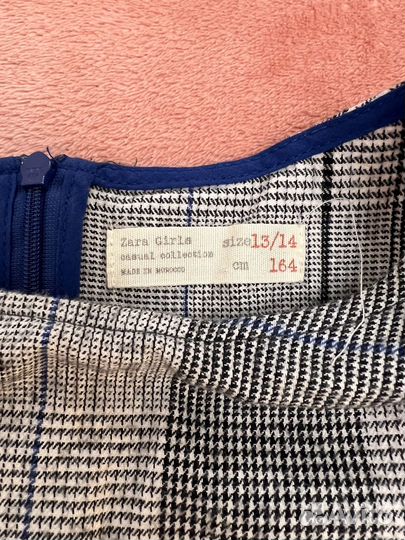 Zara Girls size 13/14
casual collection
MADE IN MOROCCO cm 164